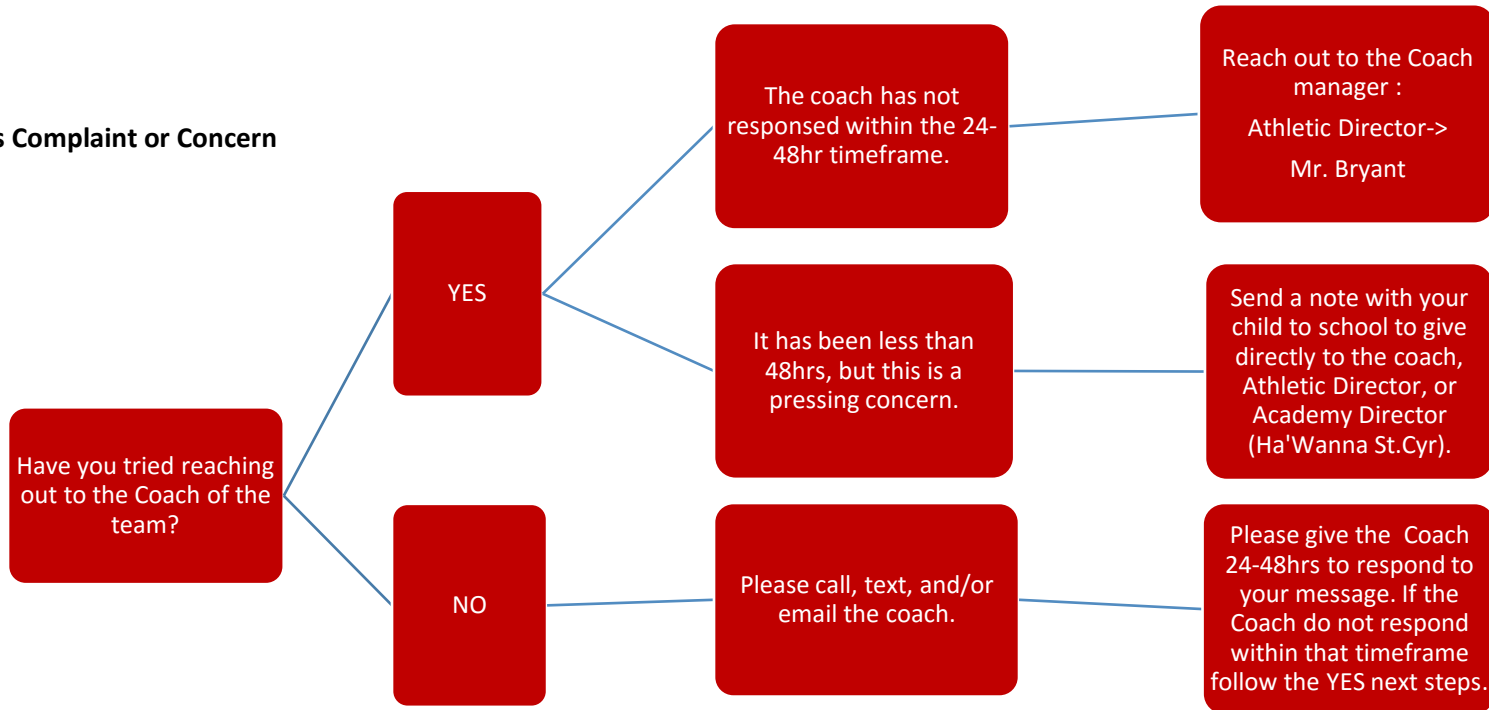 s Complaint or Concern
Have you tried reaching
out to the Coach of the
team?
YES
The coach has not
responsed within the 24-
48hr timeframe.
Reach out to the Coach
manager :
Athletic Director->
Mr. Bryant
It has been less than
48hrs, but this is a
pressing concern.
Send a note with your
child to school to give
directly to the coach,
Athletic Director, or
Academy Director
(Ha'Wanna St.Cyr).
NO
Please call, text, and/or
email the coach.
Please give the  Coach
24-48hrs to respond to
your message. If the
Coach do not respond
within that timeframe
follow the YES next steps.